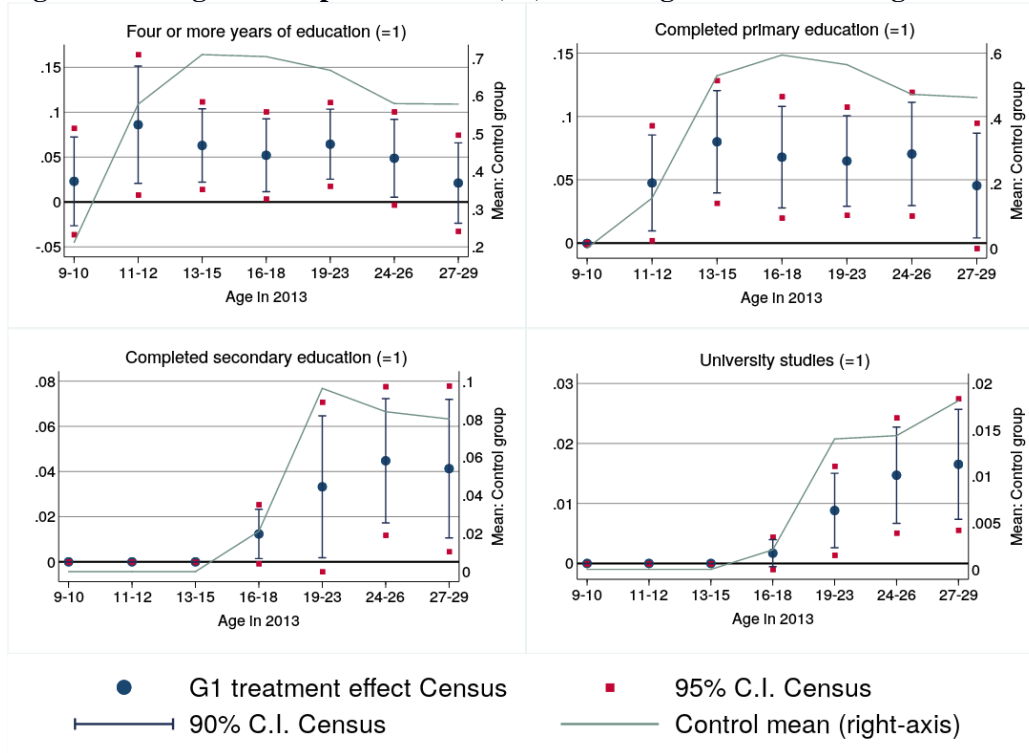 Four or more years of education (=1)
.15
.1
.05
0
-.05
.7
.6
.5
.4
.3
.2
Mean: Control group
9-10 11-12 13-15 16-18 19-23 24-26 27-29
Age in 2013
Completed primary education (=1)
.15
.1
.05
0
.6
.4
.2
0
Mean: Control group
9-10 11-12 13-15 16-18 19-23 24-26 27-29
Age in 2013
Completed secondary education (=1)
.08
.06
.04
.02
0
.1
.08
.06
.04
.02
0
Mean: Control group
9-10 11-12 13-15 16-18 19-23 24-26 27-29
Age in 2013
University studies (=1)
.03
.02
.01
0
.02
.015
.01
.005
0
Mean: Control group
9-10 11-12 13-15 16-18 19-23 24-26 27-29
Age in 2013
G1 treatment effect Census
95% C.I. Census
90% C.I. Census
Control mean (right-axis)